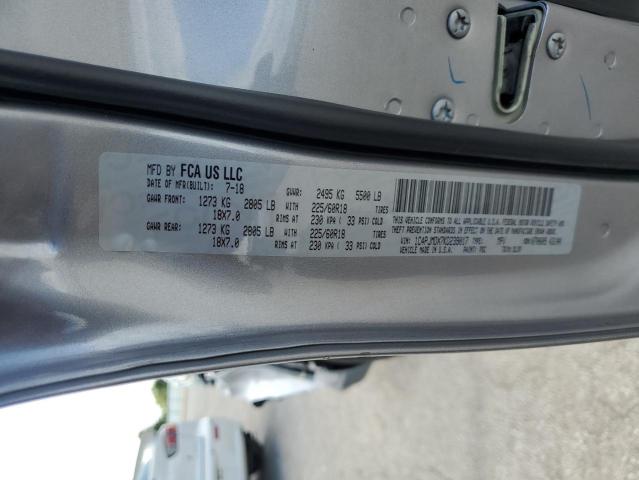 MFD BY FCA US LLC
DATE OF MFR(BUILT): 7-18 GVWR: 2495 KG 5500 LB
GAWR FRONT: 1273 KG 2805 LB WITH 225/60R18 TIRES
18X7.0 RIMS AT 230 KPA ( 33 PSI) COLD
GAWR REAR: 1273 KG 2805 LB WITH 225/60R18 TIRES
18X7.0 RIMS AT 230 KPA ( 33 PSI) COLD
THIS VEHICLE CONFORMS TO ALL APPLICABLE U.S.A. FEDERAL MOTOR VEHICLE SAFETY AND
THEFT PREVENTION STANDARDS IN EFFECT ON THE DATE OF MANUFACTURE SHOWN ABOVE.
VIN: TYPE: MPV
VEHICLE MADE IN U.S.A. PAINT: